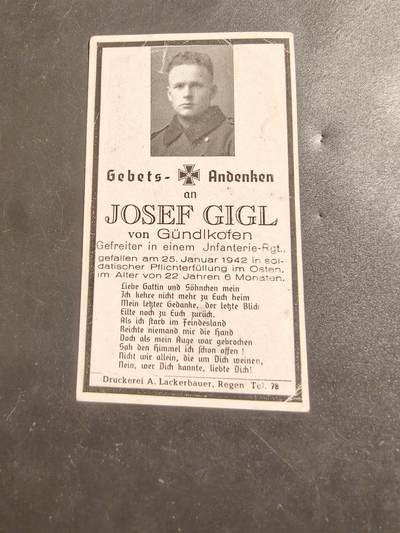 Gebets- Andenken
an
JOSEF GIGL
von Gündlkofen
Gefreiter in einem Jnfanterie-Rgt.,
gefallen am 25. Januar 1942 in sol-
datischer Pflichterfüllung im Osten,
im Alter von 22 Jahren 6 Monaten.
Liebe Gattin und Söhnchen mein
Ich kehre nicht mehr zu Euch heim
Mein letzter Gedanke, der letzte Blick
Eilte noch zu Euch zurück.
Als ich starb im Feindesland
Reichte niemand mir die Hand
Doch als mein Auge war gebrochen
Sah den Himmel ich schon offen!
Nicht wir allein, die um Dich weinen,
Nein, wer Dich kannte, liebte Dich!
Druckerei A. Lackerbauer, Regen Tel. 78